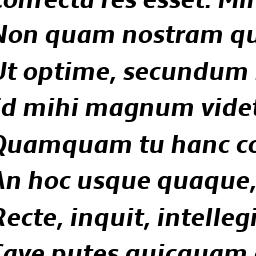 confecta res esset. Min
Non quam nostram qu
Ut optime, secundum
Id mihi magnum videt
Quamquam tu hanc co
An hoc usque quaque,
Recte, inquit, intellegi
Cave putes quicquam